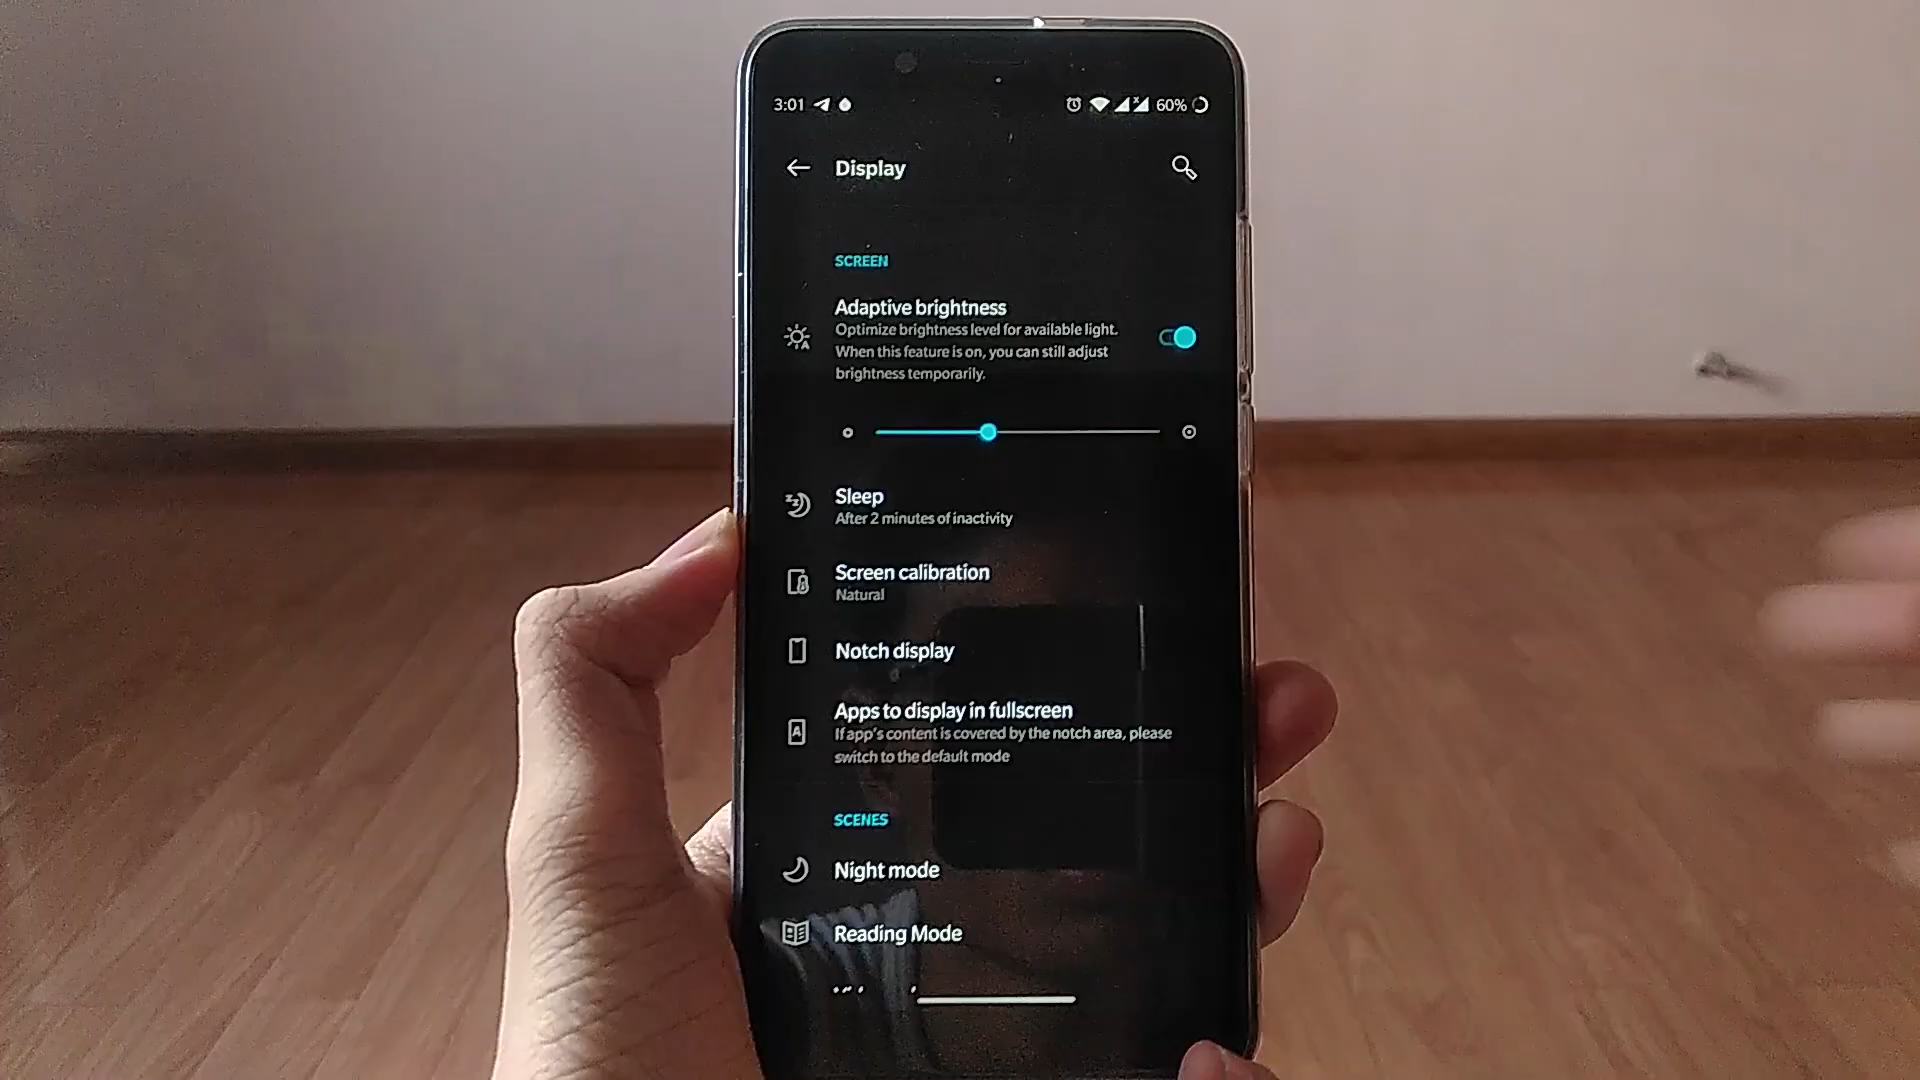 3:01
60%
Display
SCREEN
Adaptive brightness
Optimize brightness level for available light.
When this feature is on, you can still adjust
brightness temporarily.
Sleep
After 2 minutes of inactivity
Screen calibration
Natural
Notch display
Apps to display in fullscreen
If app's content is covered by the notch area, please
switch to the default mode
SCENES
Night mode
Reading Mode